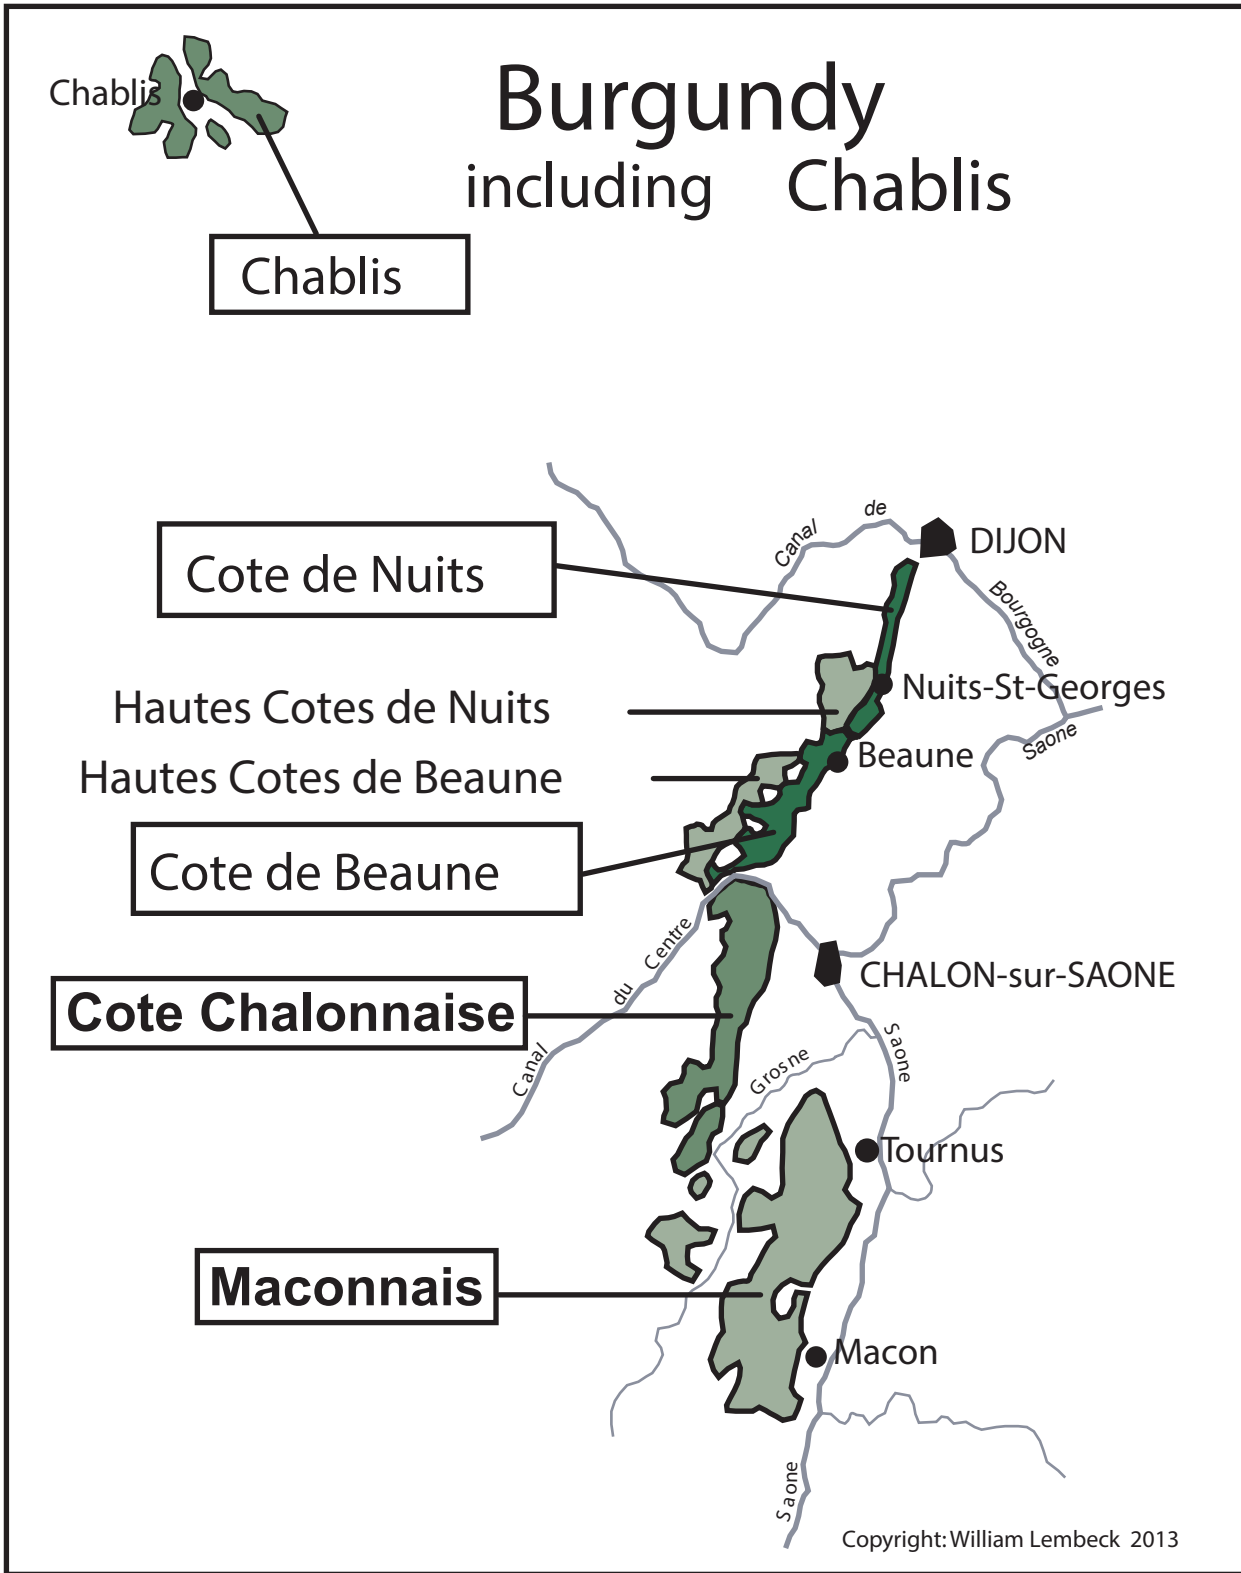 Burgundy
including Chablis
Chablis
Chablis
Canal de Bourgogne
DIJON
Cote de Nuits
Nuits-St-Georges
Hautes Cotes de Nuits
Saone
Beaune
Hautes Cotes de Beaune
Cote de Beaune
Canal du Centre
CHALON-sur-SAONE
Cote Chalonnaise
Saone
Grosne
Tournus
Maconnais
Macon
Saone
Copyright: William Lembeck 2013